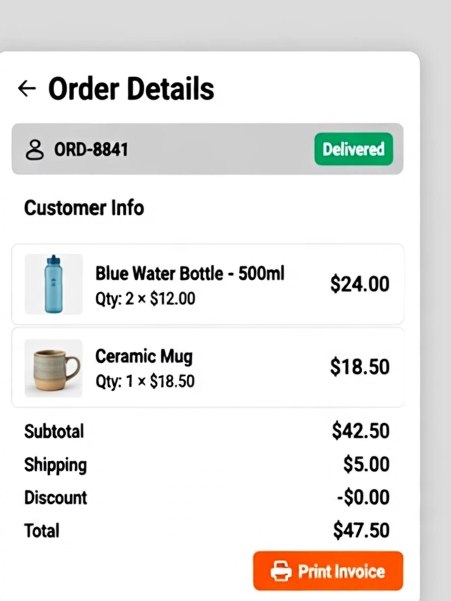 Order Details
ORD-8841
Delivered
Customer Info
Blue Water Bottle - 500ml
Qty: 2 × $12.00
$24.00
Ceramic Mug
Qty: 1 × $18.50
$18.50
Subtotal $42.50
Shipping $5.00
Discount -$0.00
Total $47.50
Print Invoice